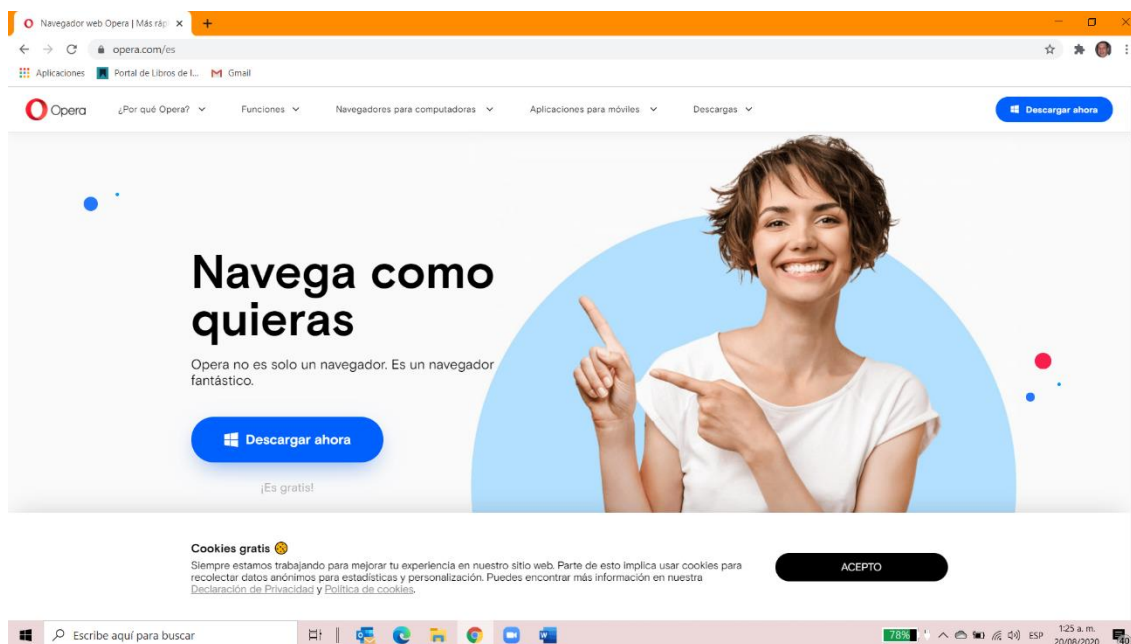 Navegador web Opera | Más ráp
opera.com/es
Aplicaciones Portal de Libros de l... Gmail
Opera ¿Por qué Opera? Funciones Navegadores para computadoras Aplicaciones para móviles Descargas Descargar ahora
Navega como
quieras
Opera no es solo un navegador. Es un navegador
fantástico.
Descargar ahora
¡Es gratis!
Cookies gratis
Siempre estamos trabajando para mejorar tu experiencia en nuestro sitio web. Parte de esto implica usar cookies para
recolectar datos anónimos para estadísticas y personalización. Puedes encontrar más información en nuestra
Declaración de Privacidad y Política de cookies.
ACEPTO
Escribe aquí para buscar
78% ESP 1:25 a. m.
20/08/2020